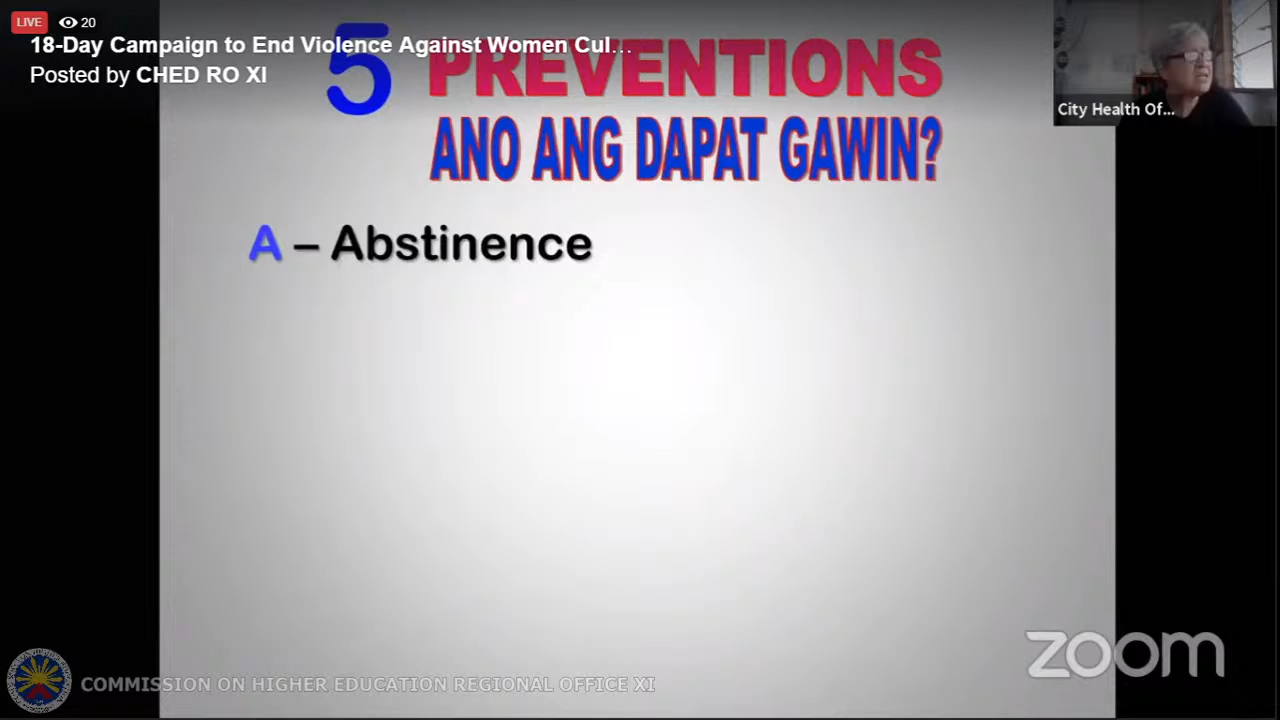 LIVE 20
18-Day Campaign to End Violence Against Women Cul...
Posted by CHED RO XI
5 PREVENTIONS
ANO ANG DAPAT GAWIN?
City Health Of...
A – Abstinence
zoom
COMMISSION ON HIGHER EDUCATION REGIONAL OFFICE XI